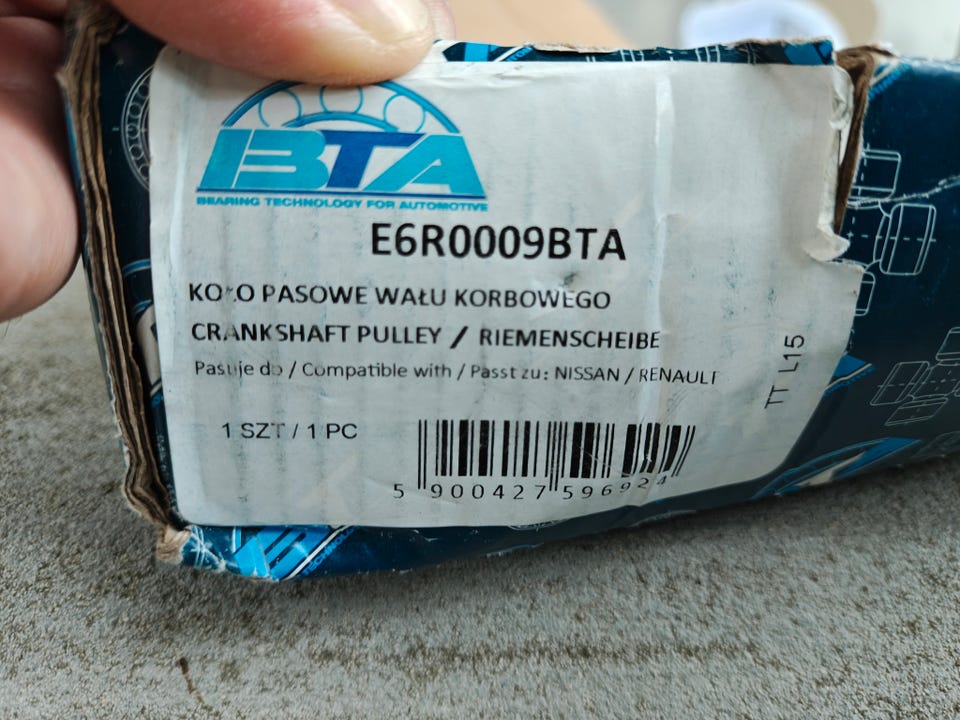 BTA
BEARING TECHNOLOGY FOR AUTOMOTIVE
E6R0009BTA
KOŁO PASOWE WAŁU KORBOWEGO
CRANKSHAFT PULLEY / RIEMENSCHEIBE
Pasuje do / Compatible with / Passt zu: NISSAN / RENAULT
TT L15
1 SZT / 1 PC
5 900427 596924